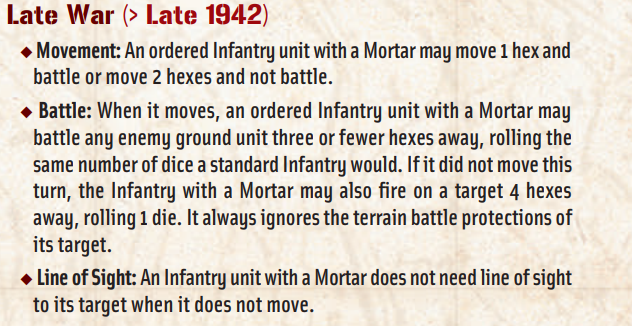 Late War (> Late 1942)
◆ Movement: An ordered Infantry unit with a Mortar may move 1 hex and
battle or move 2 hexes and not battle.
◆ Battle: When it moves, an ordered Infantry unit with a Mortar may
battle any enemy ground unit three or fewer hexes away, rolling the
same number of dice a standard Infantry would. If it did not move this
turn, the Infantry with a Mortar may also fire on a target 4 hexes
away, rolling 1 die. It always ignores the terrain battle protections of
its target.
◆ Line of Sight: An Infantry unit with a Mortar does not need line of sight
to its target when it does not move.